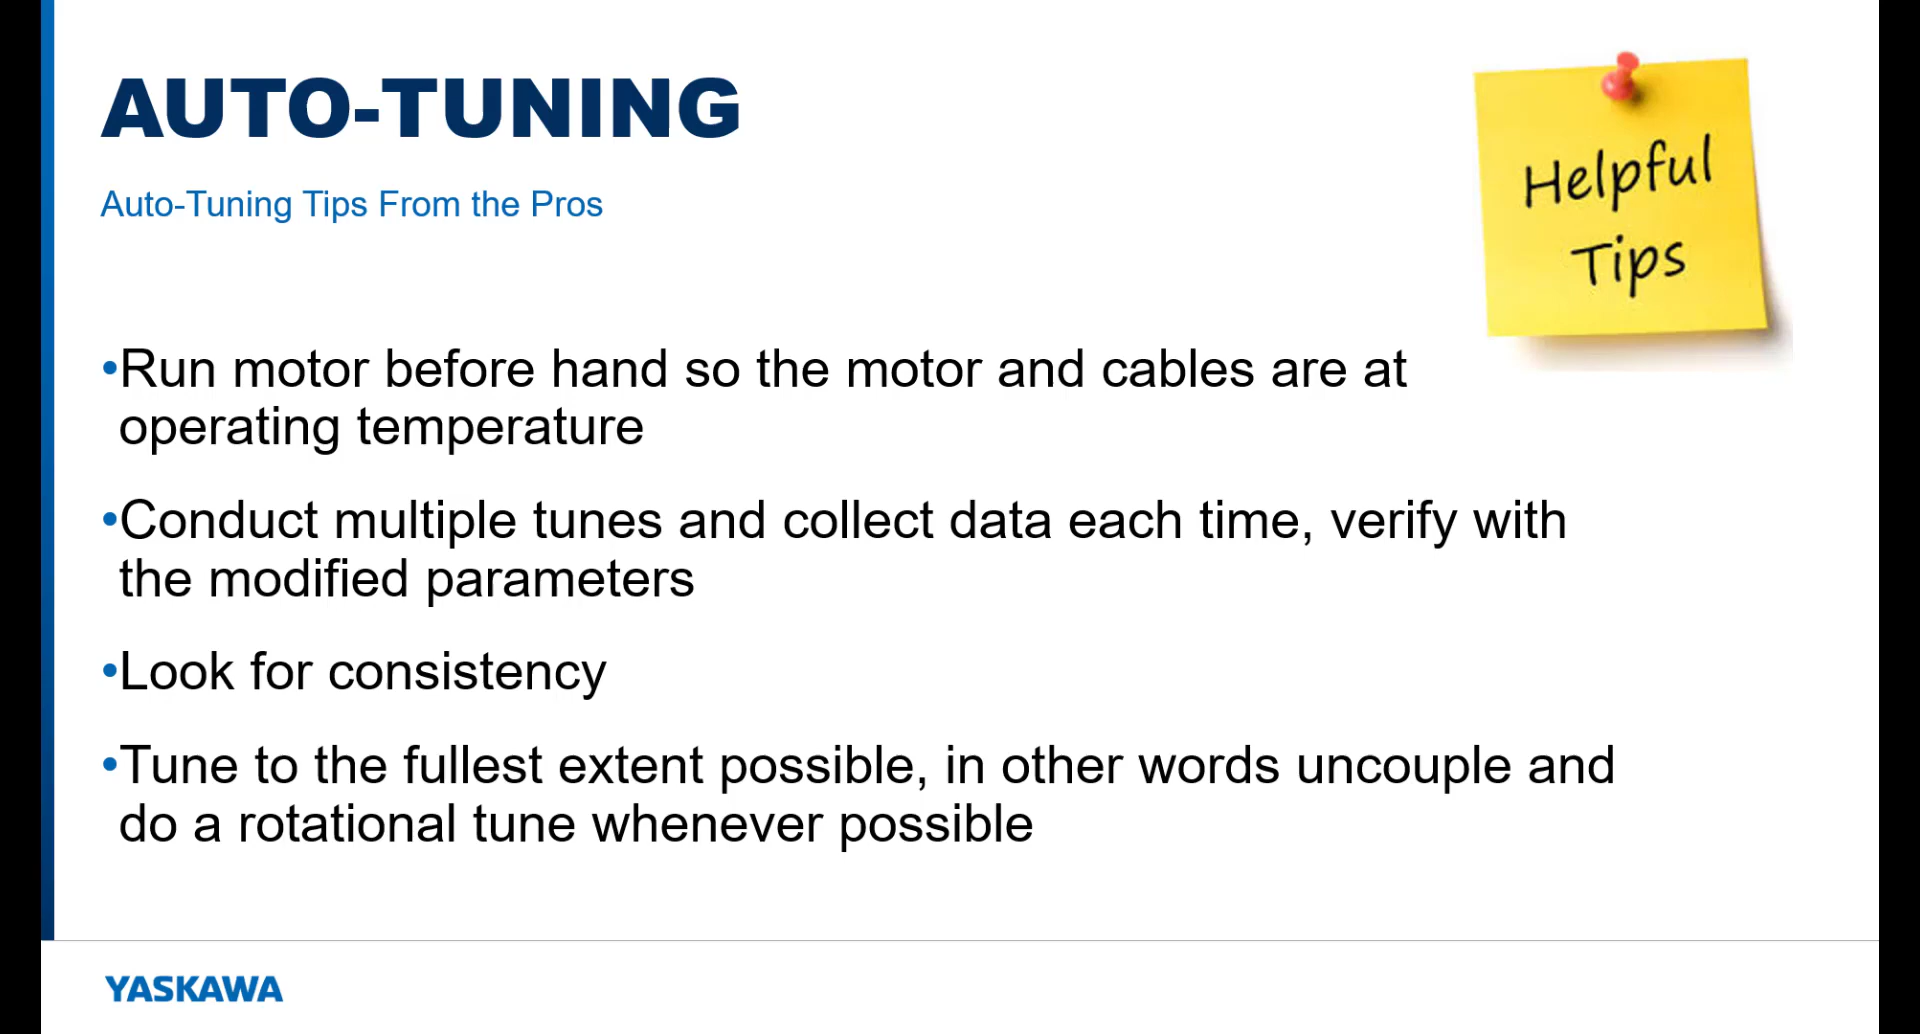 AUTO-TUNING
Auto-Tuning Tips From the Pros
Helpful
Tips
•Run motor before hand so the motor and cables are at
operating temperature
•Conduct multiple tunes and collect data each time, verify with
the modified parameters
•Look for consistency
•Tune to the fullest extent possible, in other words uncouple and
do a rotational tune whenever possible
YASKAWA